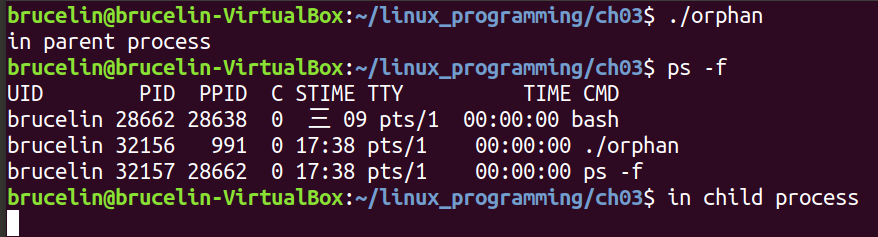 brucelin@brucelin-VirtualBox:~/linux_programming/ch03$ ./orphan
in parent process
brucelin@brucelin-VirtualBox:~/linux_programming/ch03$ ps -f
UID        PID  PPID  C STIME TTY          TIME CMD
brucelin 28662 28638  0  三 09 pts/1  00:00:00 bash
brucelin 32156   991  0 17:38 pts/1    00:00:00 ./orphan
brucelin 32157 28662  0 17:38 pts/1    00:00:00 ps -f
brucelin@brucelin-VirtualBox:~/linux_programming/ch03$ in child process